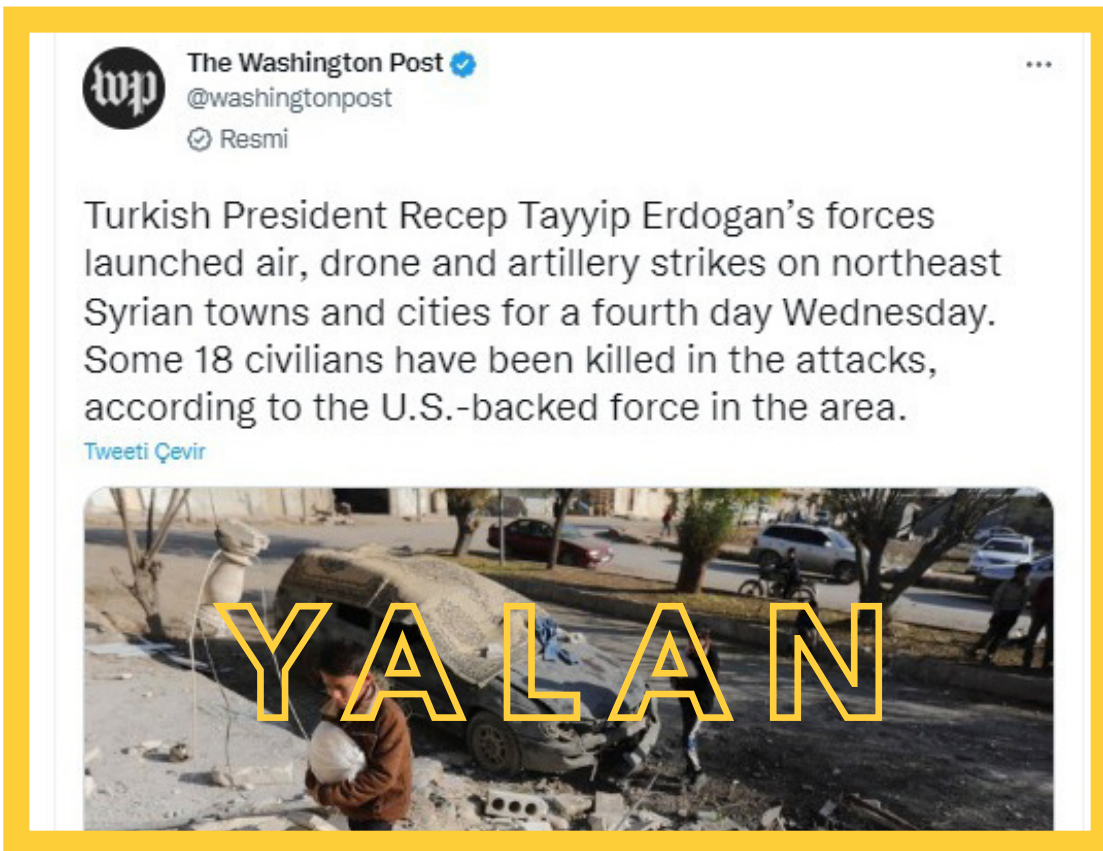 The Washington Post
@washingtonpost
Resmi
Turkish President Recep Tayyip Erdogan’s forces
launched air, drone and artillery strikes on northeast
Syrian towns and cities for a fourth day Wednesday.
Some 18 civilians have been killed in the attacks,
according to the U.S.-backed force in the area.
Tweeti Çevir
YALAN